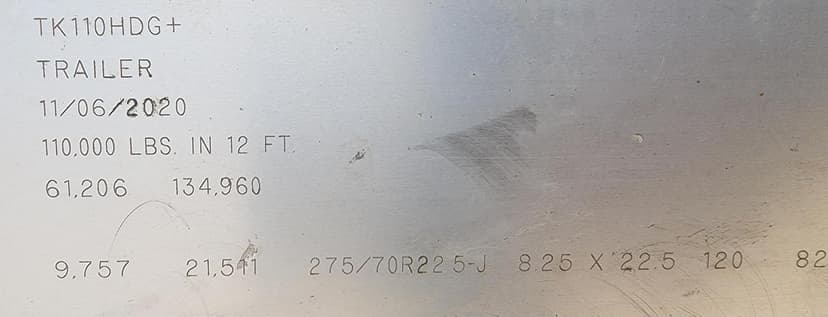 TK110HDG+
TRAILER
11/06/2020
110,000 LBS. IN 12 FT.
61,206 134,960
9,757 21,511 275/70R22.5-J 8.25 X 22.5 120 82